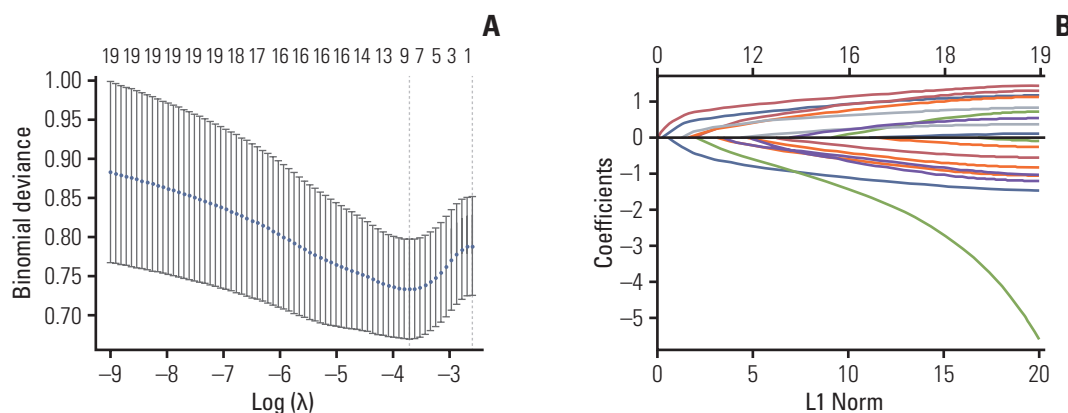 A
19 19 19 19 19 19 18 17 16 16 16 16 14 13 9 7 5 3 1
1.00
0.95
0.90
0.85
0.80
0.75
0.70
Binomial deviance
–9 –8 –7 –6 –5 –4 –3
Log (λ)
B
0 12 16 18 19
1
0
–1
–2
–3
–4
–5
Coefficients
0 5 10 15 20
L1 Norm